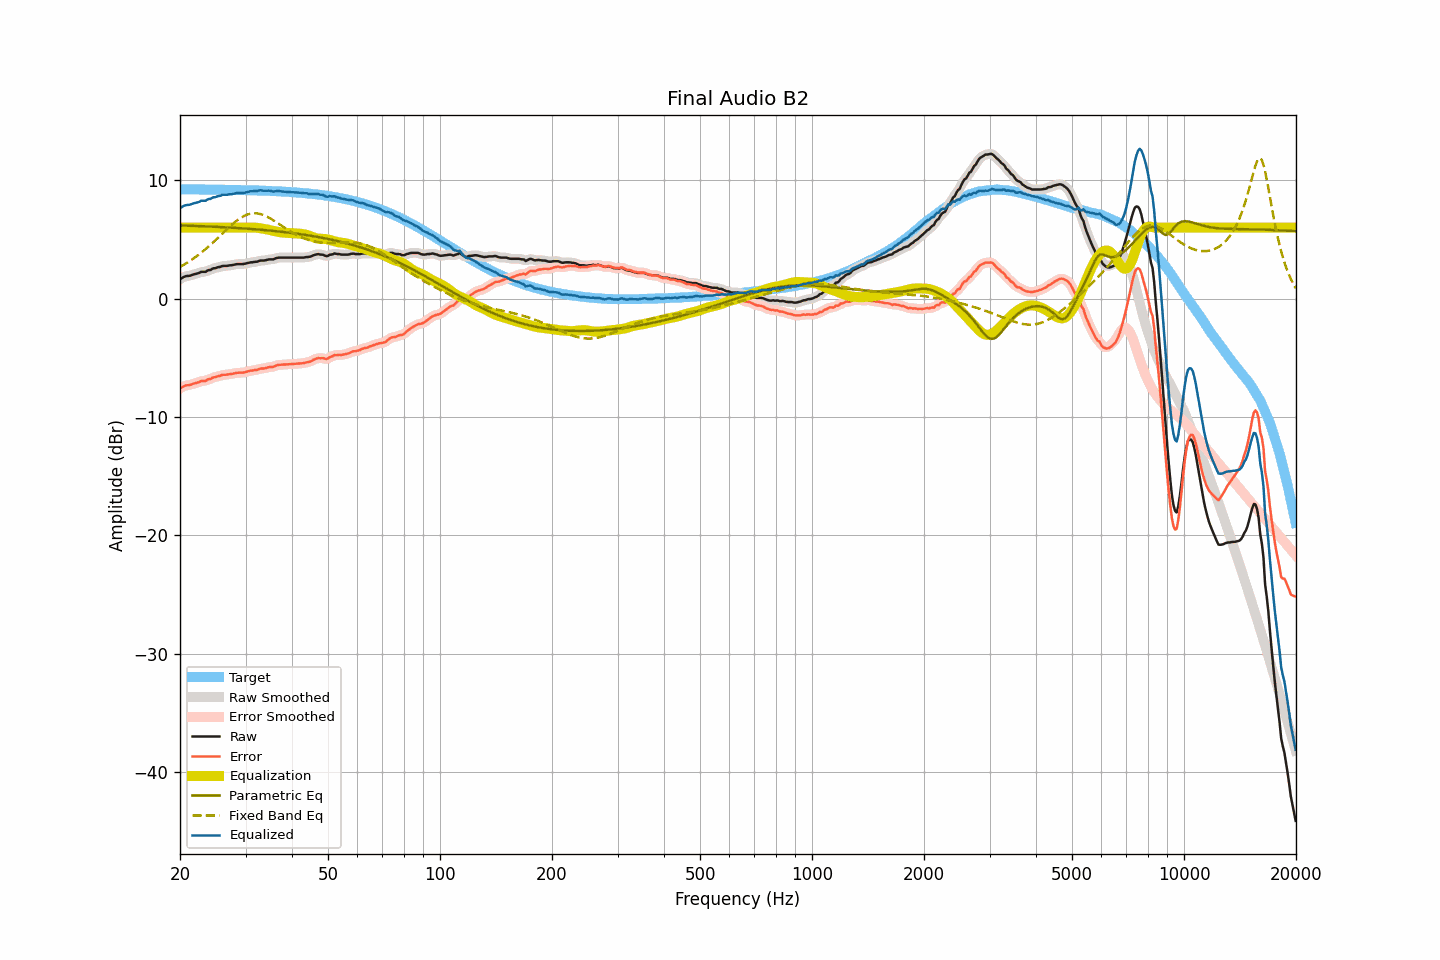 Final Audio B2
Amplitude (dBr)
10
0
−10
−20
−30
−40
Target
Raw Smoothed
Error Smoothed
Raw
Error
Equalization
Parametric Eq
Fixed Band Eq
Equalized
20 50 100 200 500 1000 2000 5000 10000 20000
Frequency (Hz)